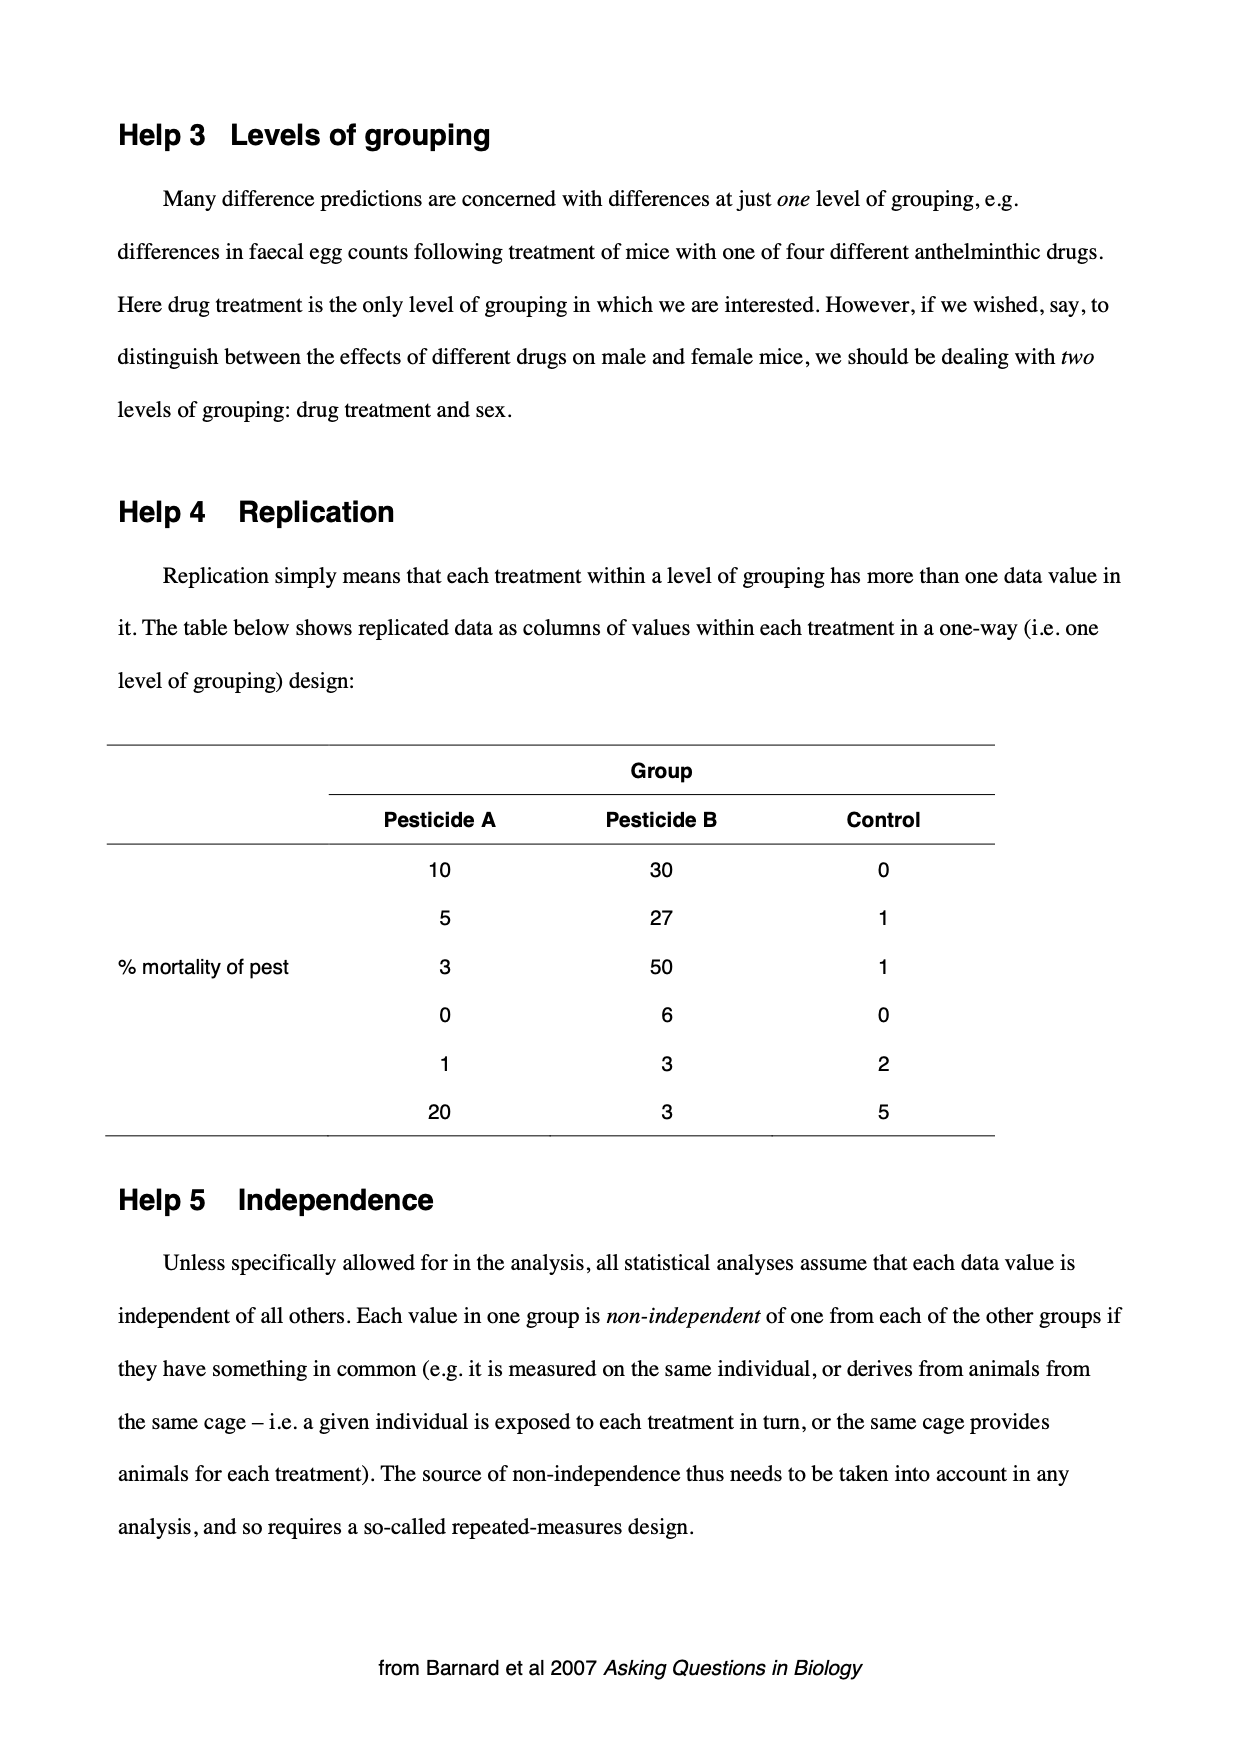 Help 3 Levels of grouping
Many difference predictions are concerned with differences at just one level of grouping, e.g.
differences in faecal egg counts following treatment of mice with one of four different anthelminthic drugs.
Here drug treatment is the only level of grouping in which we are interested. However, if we wished, say, to
distinguish between the effects of different drugs on male and female mice, we should be dealing with two
levels of grouping: drug treatment and sex.
Help 4 Replication
Replication simply means that each treatment within a level of grouping has more than one data value in
it. The table below shows replicated data as columns of values within each treatment in a one-way (i.e. one
level of grouping) design:
Group
Pesticide A Pesticide B Control
10 30 0
5 27 1
% mortality of pest 3 50 1
0 6 0
1 3 2
20 3 5
Help 5 Independence
Unless specifically allowed for in the analysis, all statistical analyses assume that each data value is
independent of all others. Each value in one group is non-independent of one from each of the other groups if
they have something in common (e.g. it is measured on the same individual, or derives from animals from
the same cage – i.e. a given individual is exposed to each treatment in turn, or the same cage provides
animals for each treatment). The source of non-independence thus needs to be taken into account in any
analysis, and so requires a so-called repeated-measures design.
from Barnard et al 2007 Asking Questions in Biology